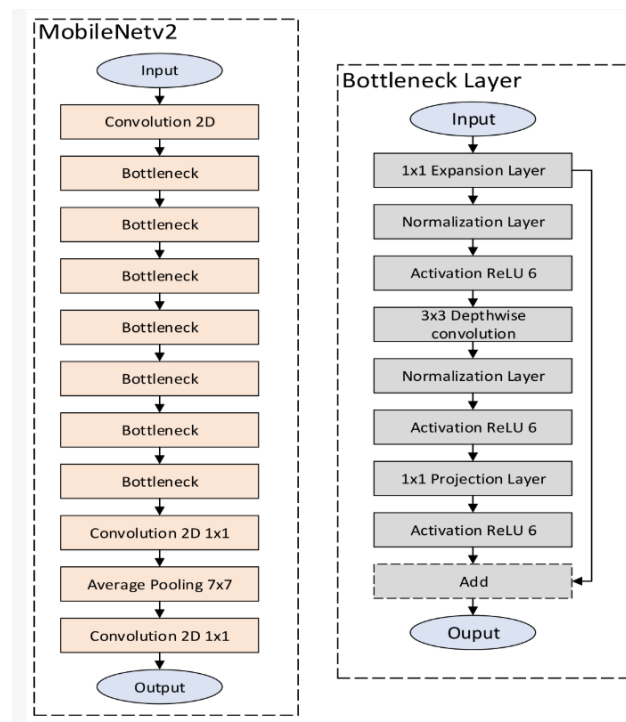 MobileNetv2
Input
Convolution 2D
Bottleneck
Bottleneck
Bottleneck
Bottleneck
Bottleneck
Bottleneck
Bottleneck
Convolution 2D 1x1
Average Pooling 7x7
Convolution 2D 1x1
Output
Bottleneck Layer
Input
1x1 Expansion Layer
Normalization Layer
Activation ReLU 6
3x3 Depthwise
convolution
Normalization Layer
Activation ReLU 6
1x1 Projection Layer
Activation ReLU 6
Add
Ouput